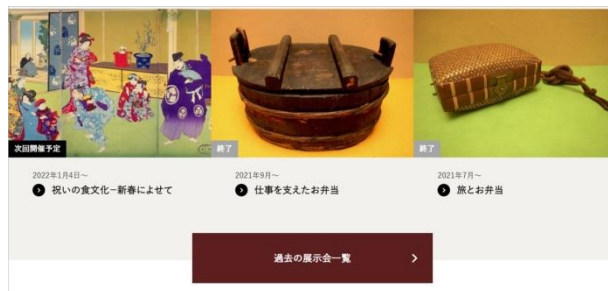 次回開催予定
終了
終了
2022年1月4日～
2021年9月～
2021年7月～
祝いの食文化−新春によせて
仕事を支えたお弁当
旅とお弁当
過去の展示会一覧